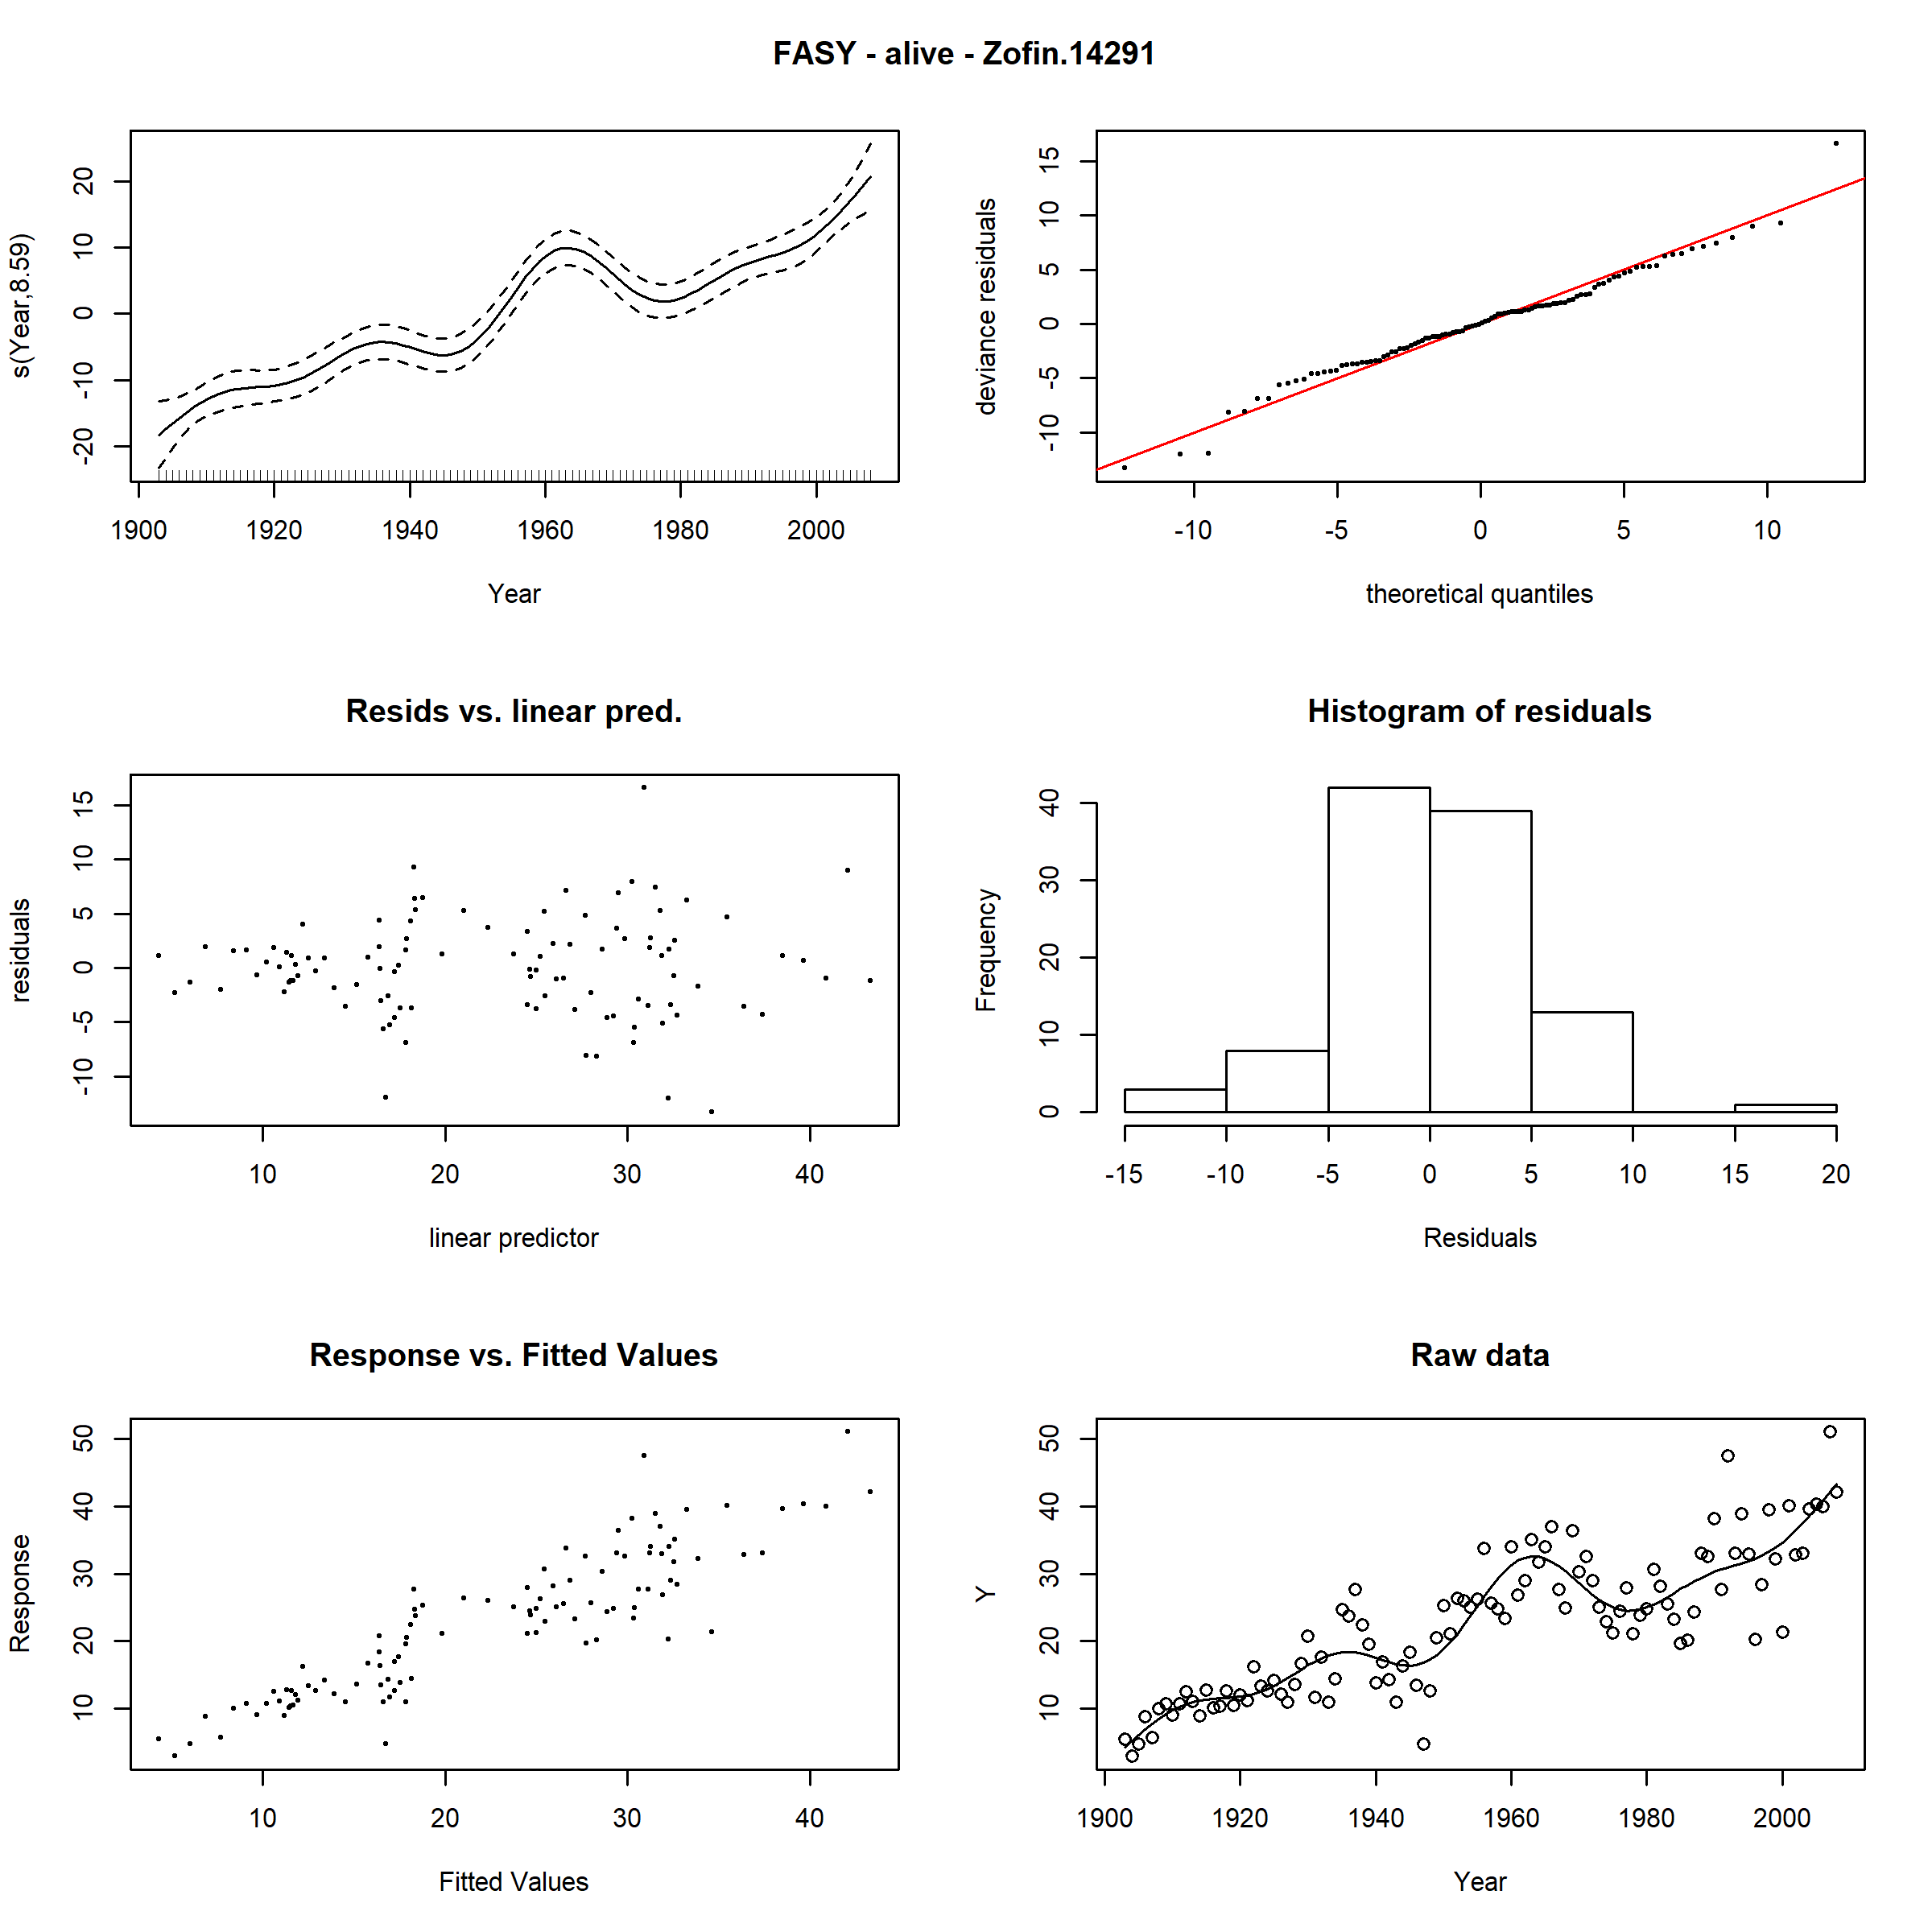 FASY - alive - Zofin.14291
s(Year,8.59)
20
10
0
-10
-20
1900 1920 1940 1960 1980 2000
Year
deviance residuals
15
10
5
0
-5
-10
-10 -5 0 5 10
theoretical quantiles
Resids vs. linear pred.
residuals
15
10
5
0
-5
-10
10 20 30 40
linear predictor
Histogram of residuals
Frequency
40
30
20
10
0
-15 -10 -5 0 5 10 15 20
Residuals
Response vs. Fitted Values
Response
50
40
30
20
10
10 20 30 40
Fitted Values
Raw data
Y
50
40
30
20
10
1900 1920 1940 1960 1980 2000
Year